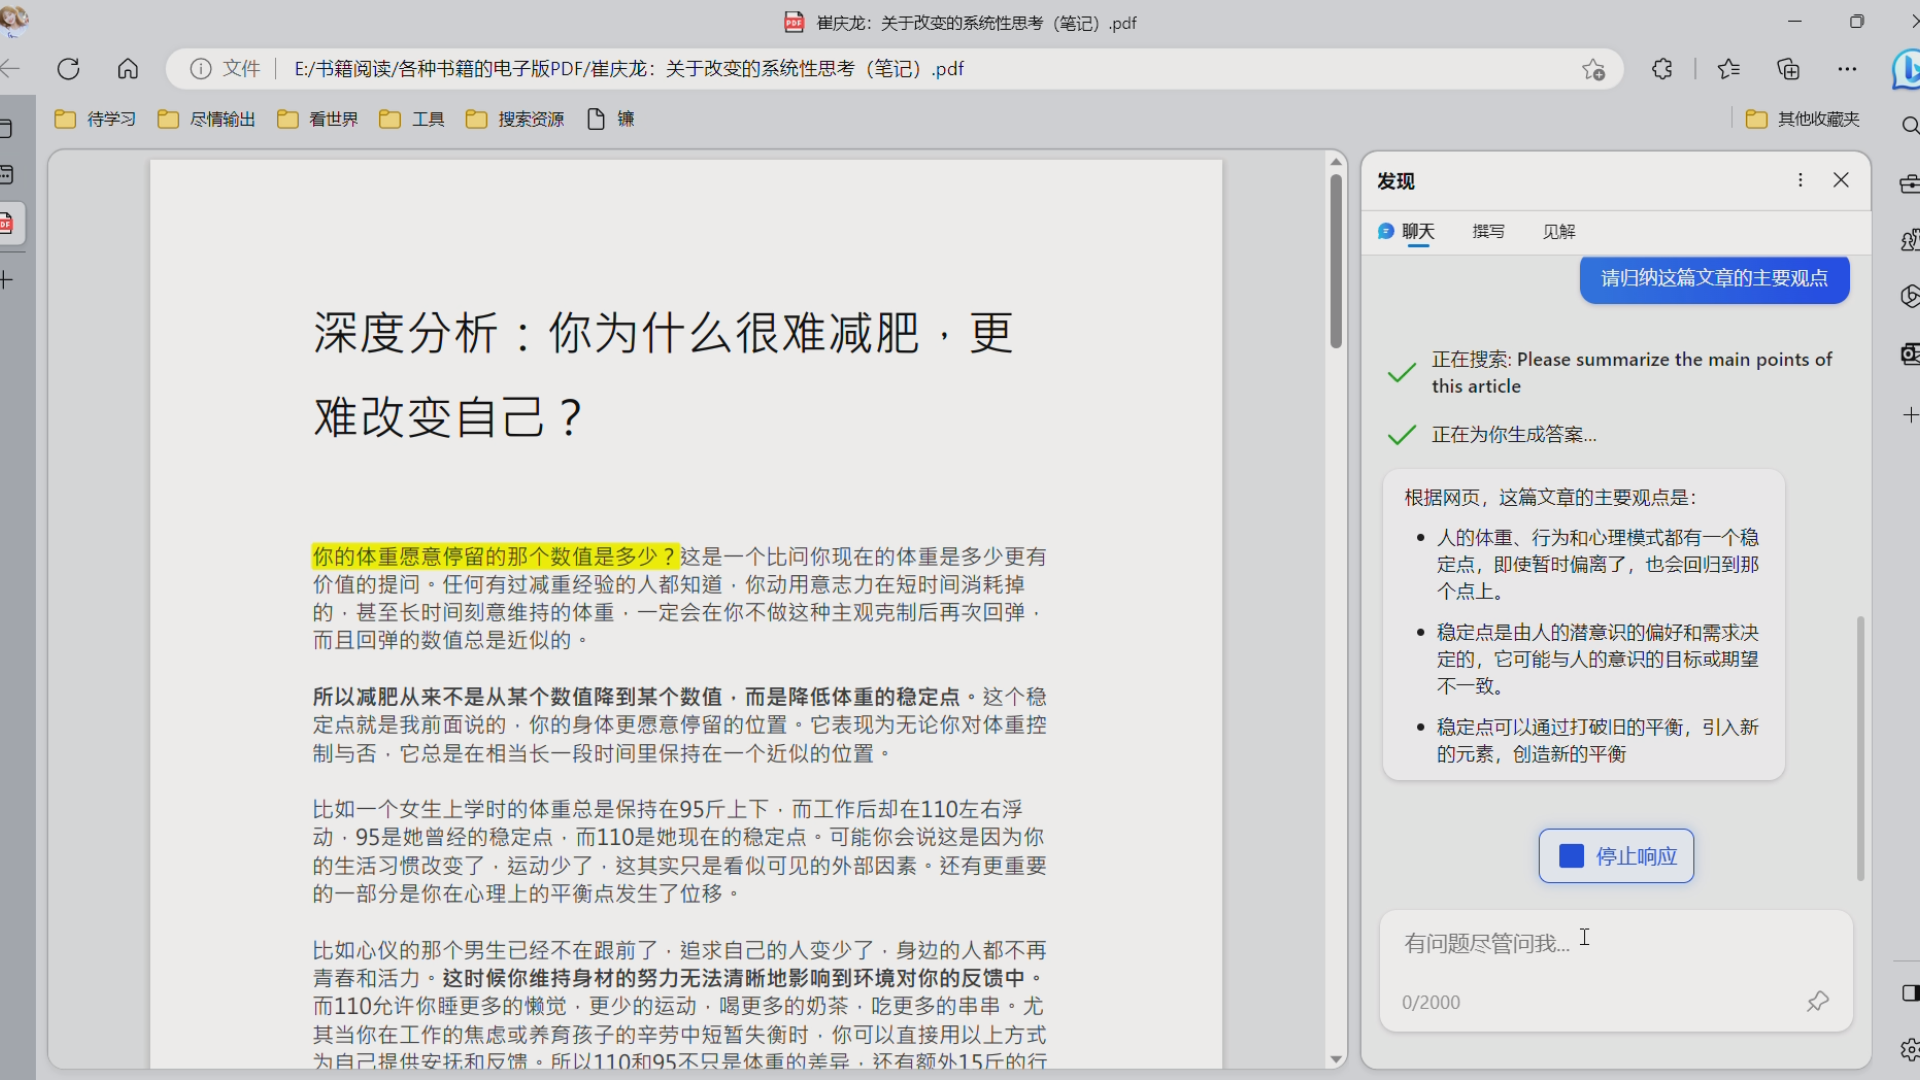 崔庆龙：关于改变的系统性思考（笔记）.pdf
文件
E:/书籍阅读/各种书籍的电子版PDF/崔庆龙：关于改变的系统性思考（笔记）.pdf
待学习
尽情输出
看世界
工具
搜索资源
镰
其他收藏夹
深度分析：你为什么很难减肥，更
难改变自己？
你的体重愿意停留的那个数值是多少？这是一个比问你现在的体重是多少更有
价值的提问。任何有过减重经验的人都知道，你动用意志力在短时间消耗掉
的，甚至长时间刻意维持的体重，一定会在你不做这种主观克制后再次回弹，
而且回弹的数值总是近似的。
所以减肥从来不是从某个数值降到某个数值，而是降低体重的稳定点。这个稳
定点就是我前面说的，你的身体更愿意停留的位置。它表现为无论你对体重控
制与否，它总是在相当长一段时间里保持在一个近似的位置。
比如一个女生上学时的体重总是保持在95斤上下，而工作后却在110左右浮
动，95是她曾经的稳定点，而110是她现在的稳定点。可能你会说这是因为你
的生活习惯改变了，运动少了，这其实只是看似可见的外部因素。还有更重要
的一部分是你在心理上的平衡点发生了位移。
比如心仪的那个男生已经不在跟前了，追求自己的人变少了，身边的人都不再
青春和活力。这时候你维持身材的努力无法清晰地影响到环境对你的反馈中。
而110允许你睡更多的懒觉，更少的运动，喝更多的奶茶，吃更多的串串。尤
其当你在工作的焦虑或养育孩子的辛劳中短暂失衡时，你可以直接用以上方式
为自己提供安抚和反馈。所以110和95不只是体重的差异，还有额外15斤的行
发现
聊天
撰写
见解
请归纳这篇文章的主要观点
正在搜索: Please summarize the main points of
this article
正在为你生成答案...
根据网页，这篇文章的主要观点是：
• 人的体重、行为和心理模式都有一个稳
定点，即使暂时偏离了，也会回归到那
个点上。
• 稳定点是由人的潜意识的偏好和需求决
定的，它可能与人的意识的目标或期望
不一致。
• 稳定点可以通过打破旧的平衡，引入新
的元素，创造新的平衡
停止响应
有问题尽管问我...
0/2000